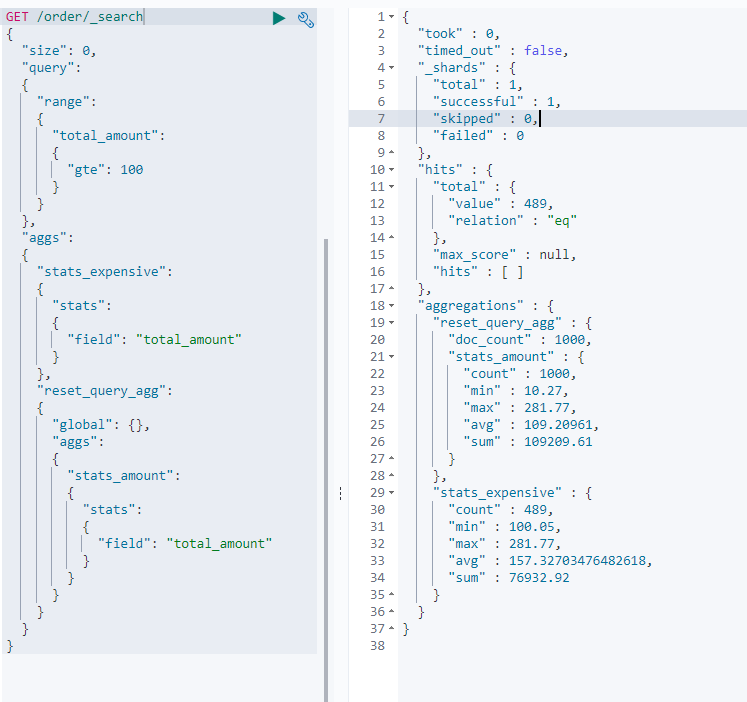 GET /order/_search
{
  "size": 0,
  "query":
  {
    "range":
    {
      "total_amount":
      {
        "gte": 100
      }
    }
  },
  "aggs":
  {
    "stats_expensive":
    {
      "stats":
      {
        "field": "total_amount"
      }
    },
    "reset_query_agg":
    {
      "global": {},
      "aggs":
      {
        "stats_amount":
        {
          "stats":
          {
            "field": "total_amount"
          }
        }
      }
    }
  }
}
1 {
2   "took" : 0,
3   "timed_out" : false,
4   "_shards" : {
5     "total" : 1,
6     "successful" : 1,
7     "skipped" : 0,
8     "failed" : 0
9   },
10   "hits" : {
11     "total" : {
12       "value" : 489,
13       "relation" : "eq"
14     },
15     "max_score" : null,
16     "hits" : [ ]
17   },
18   "aggregations" : {
19     "reset_query_agg" : {
20       "doc_count" : 1000,
21       "stats_amount" : {
22         "count" : 1000,
23         "min" : 10.27,
24         "max" : 281.77,
25         "avg" : 109.20961,
26         "sum" : 109209.61
27       }
28     },
29     "stats_expensive" : {
30       "count" : 489,
31       "min" : 100.05,
32       "max" : 281.77,
33       "avg" : 157.32703476482618,
34       "sum" : 76932.92
35     }
36   }
37 }
38